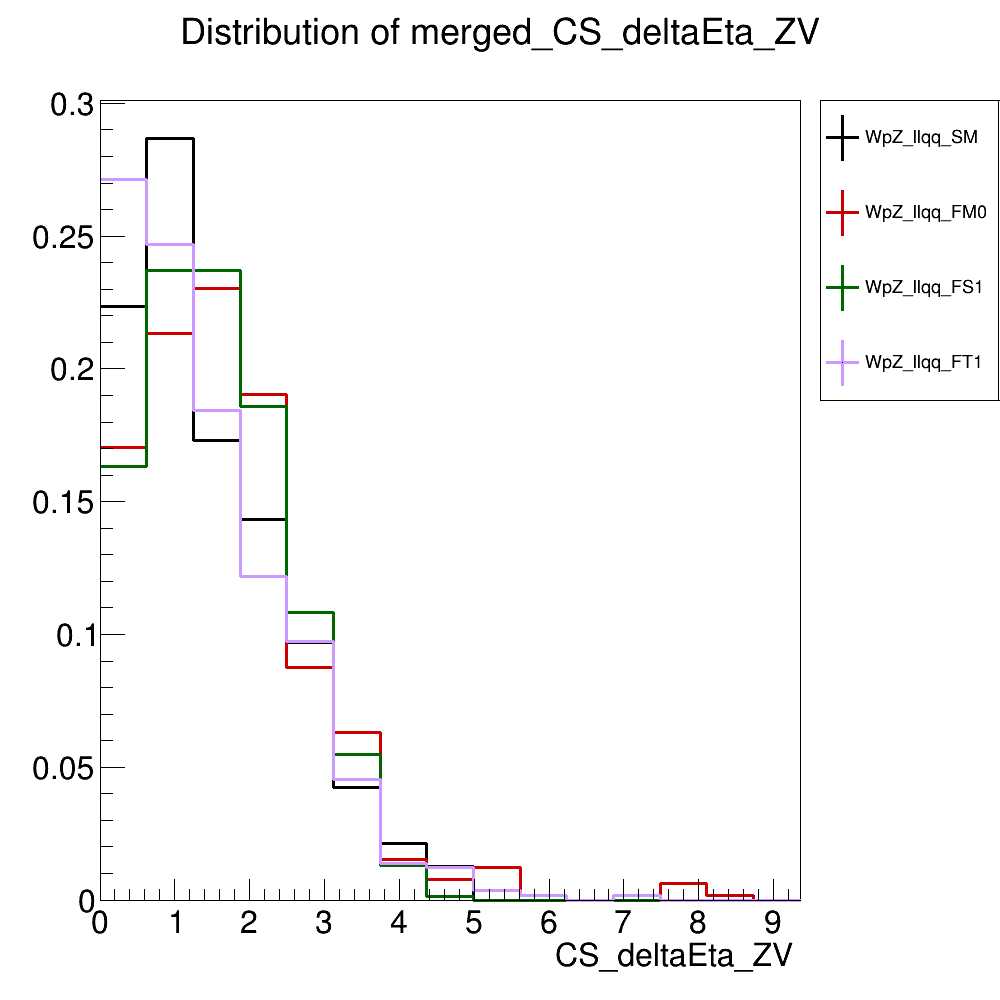 Distribution of merged_CS_deltaEta_ZV
0.3
0.25
0.2
0.15
0.1
0.05
0
0 1 2 3 4 5 6 7 8 9
CS_deltaEta_ZV
WpZ_llqq_SM
WpZ_llqq_FM0
WpZ_llqq_FS1
WpZ_llqq_FT1